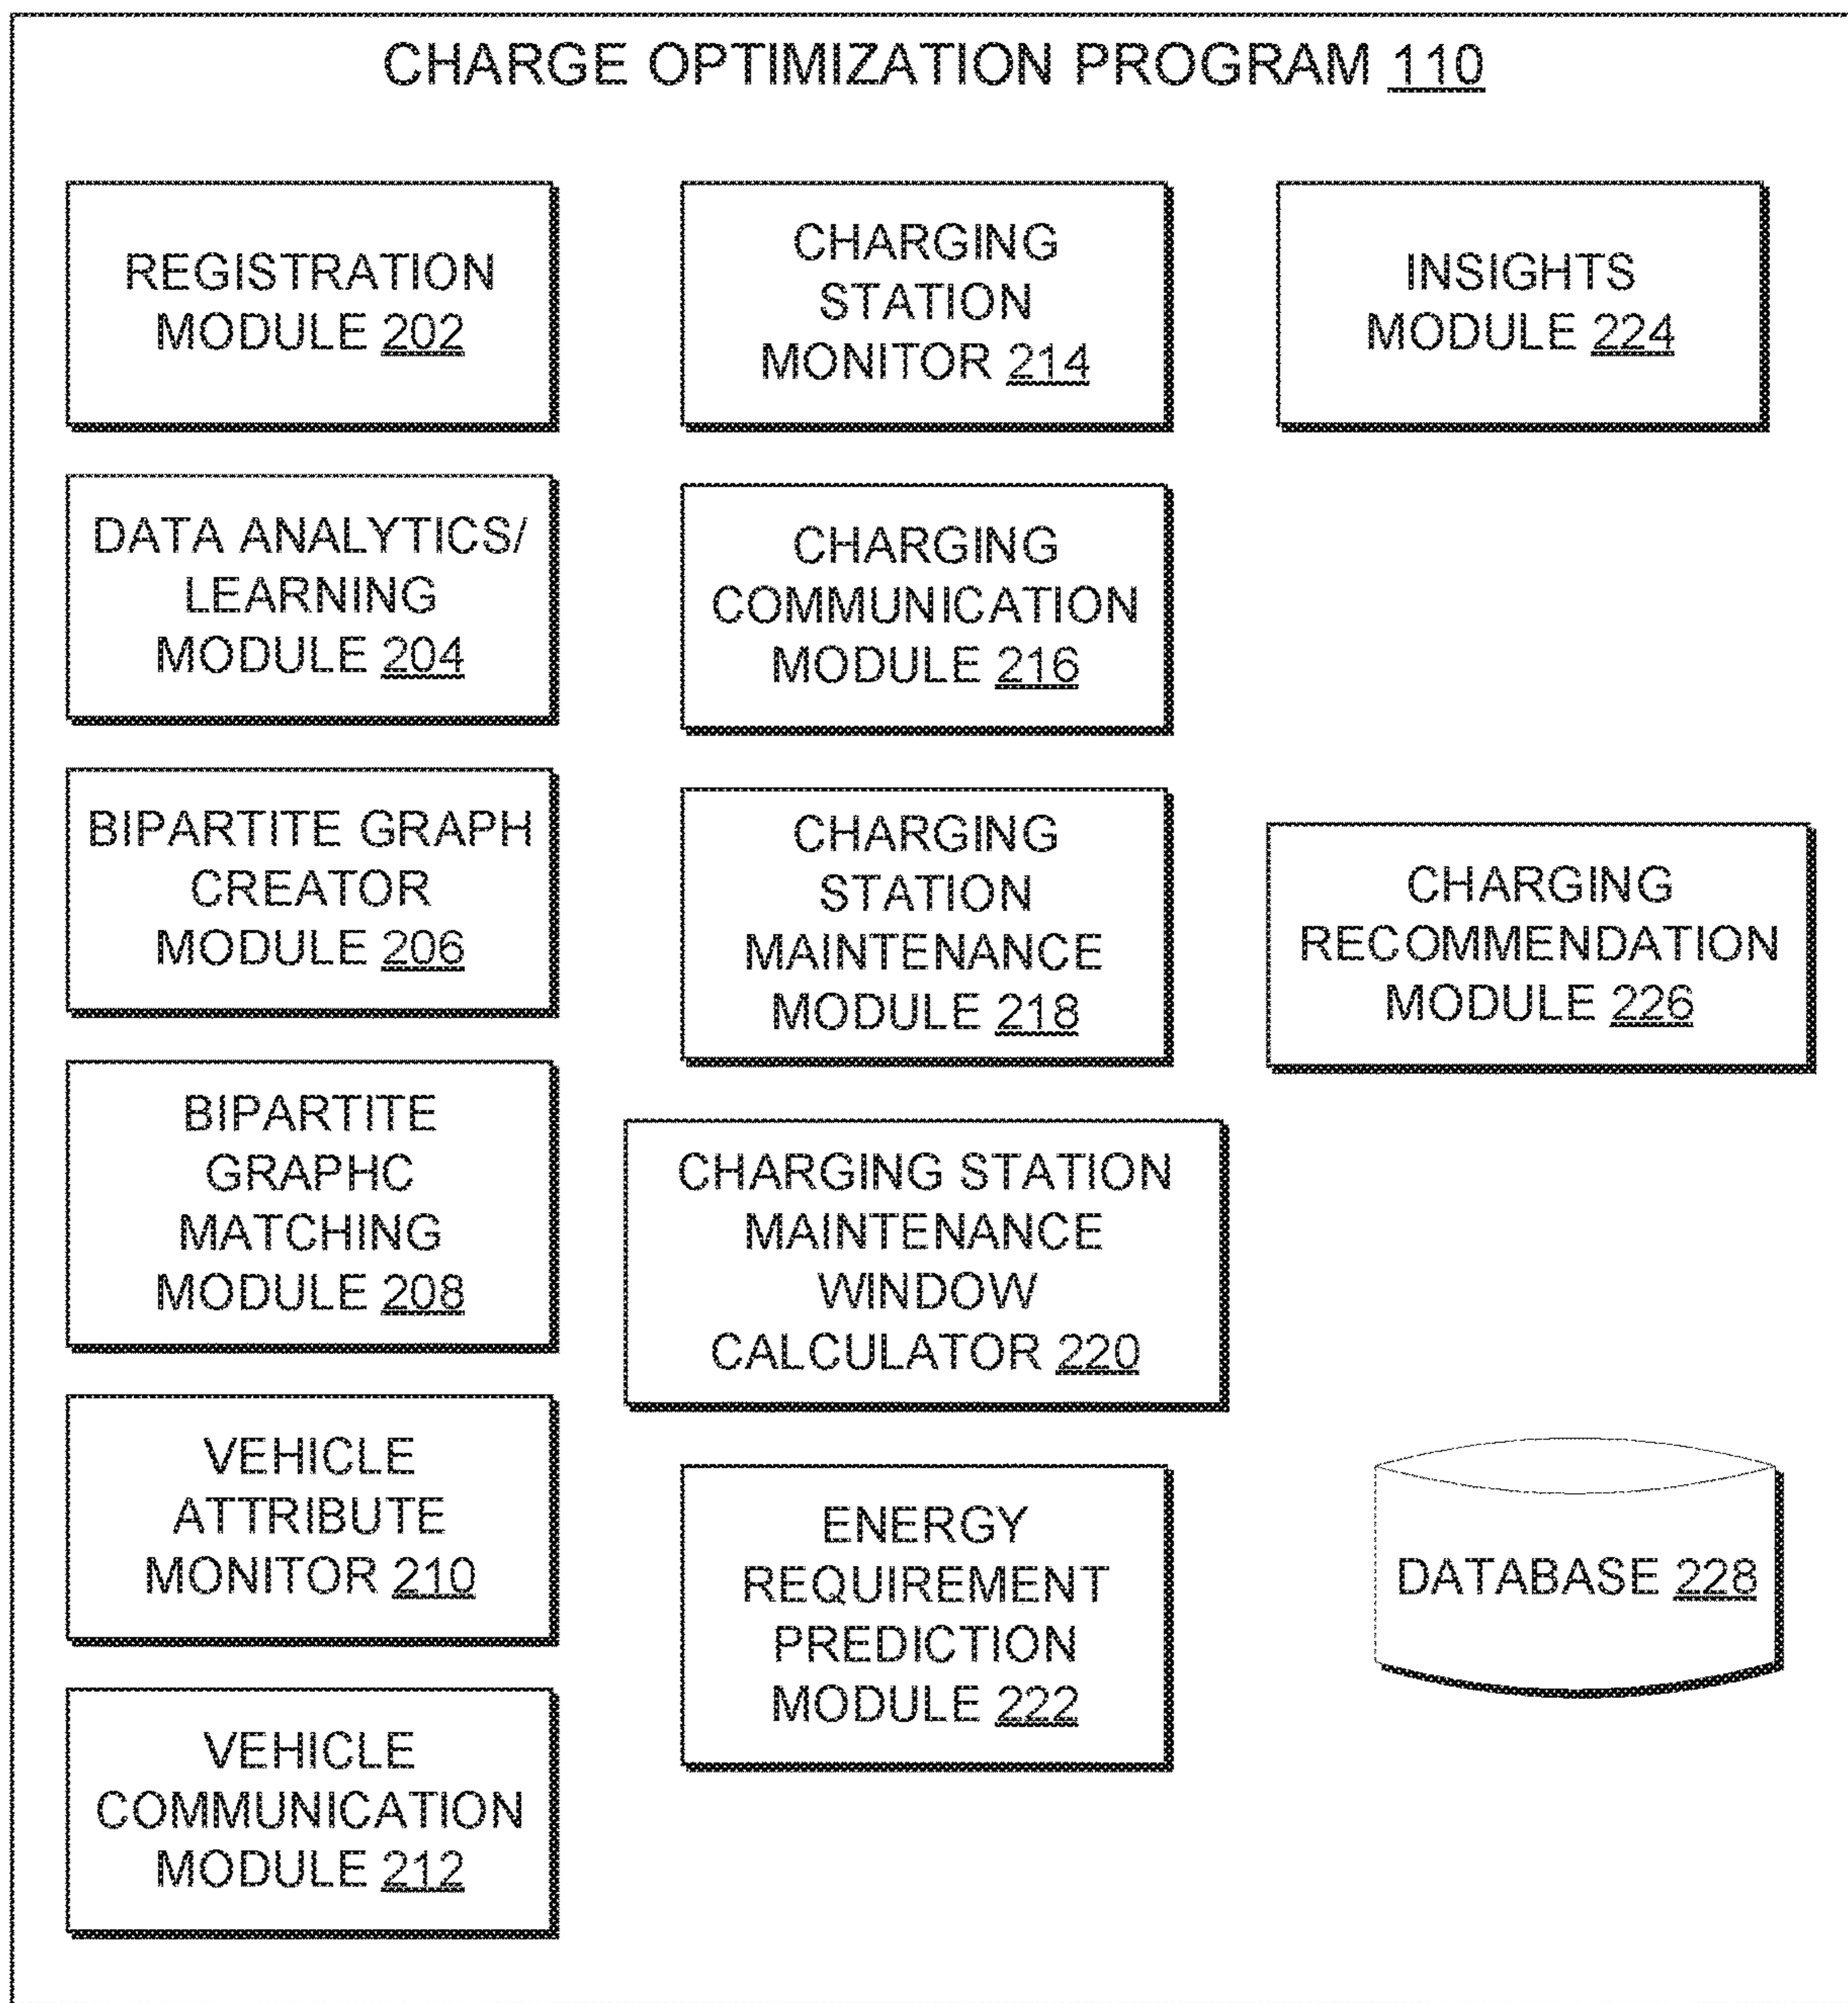 CHARGE OPTIMIZATION PROGRAM 110
REGISTRATION
MODULE 202
DATA ANALYTICS/
LEARNING
MODULE 204
BIPARTITE GRAPH
CREATOR
MODULE 206
BIPARTITE
GRAPHC
MATCHING
MODULE 208
VEHICLE
ATTRIBUTE
MONITOR 210
VEHICLE
COMMUNICATION
MODULE 212
CHARGING
STATION
MONITOR 214
CHARGING
COMMUNICATION
MODULE 216
CHARGING
STATION
MAINTENANCE
MODULE 218
CHARGING STATION
MAINTENANCE
WINDOW
CALCULATOR 220
ENERGY
REQUIREMENT
PREDICTION
MODULE 222
INSIGHTS
MODULE 224
CHARGING
RECOMMENDATION
MODULE 226
DATABASE 228